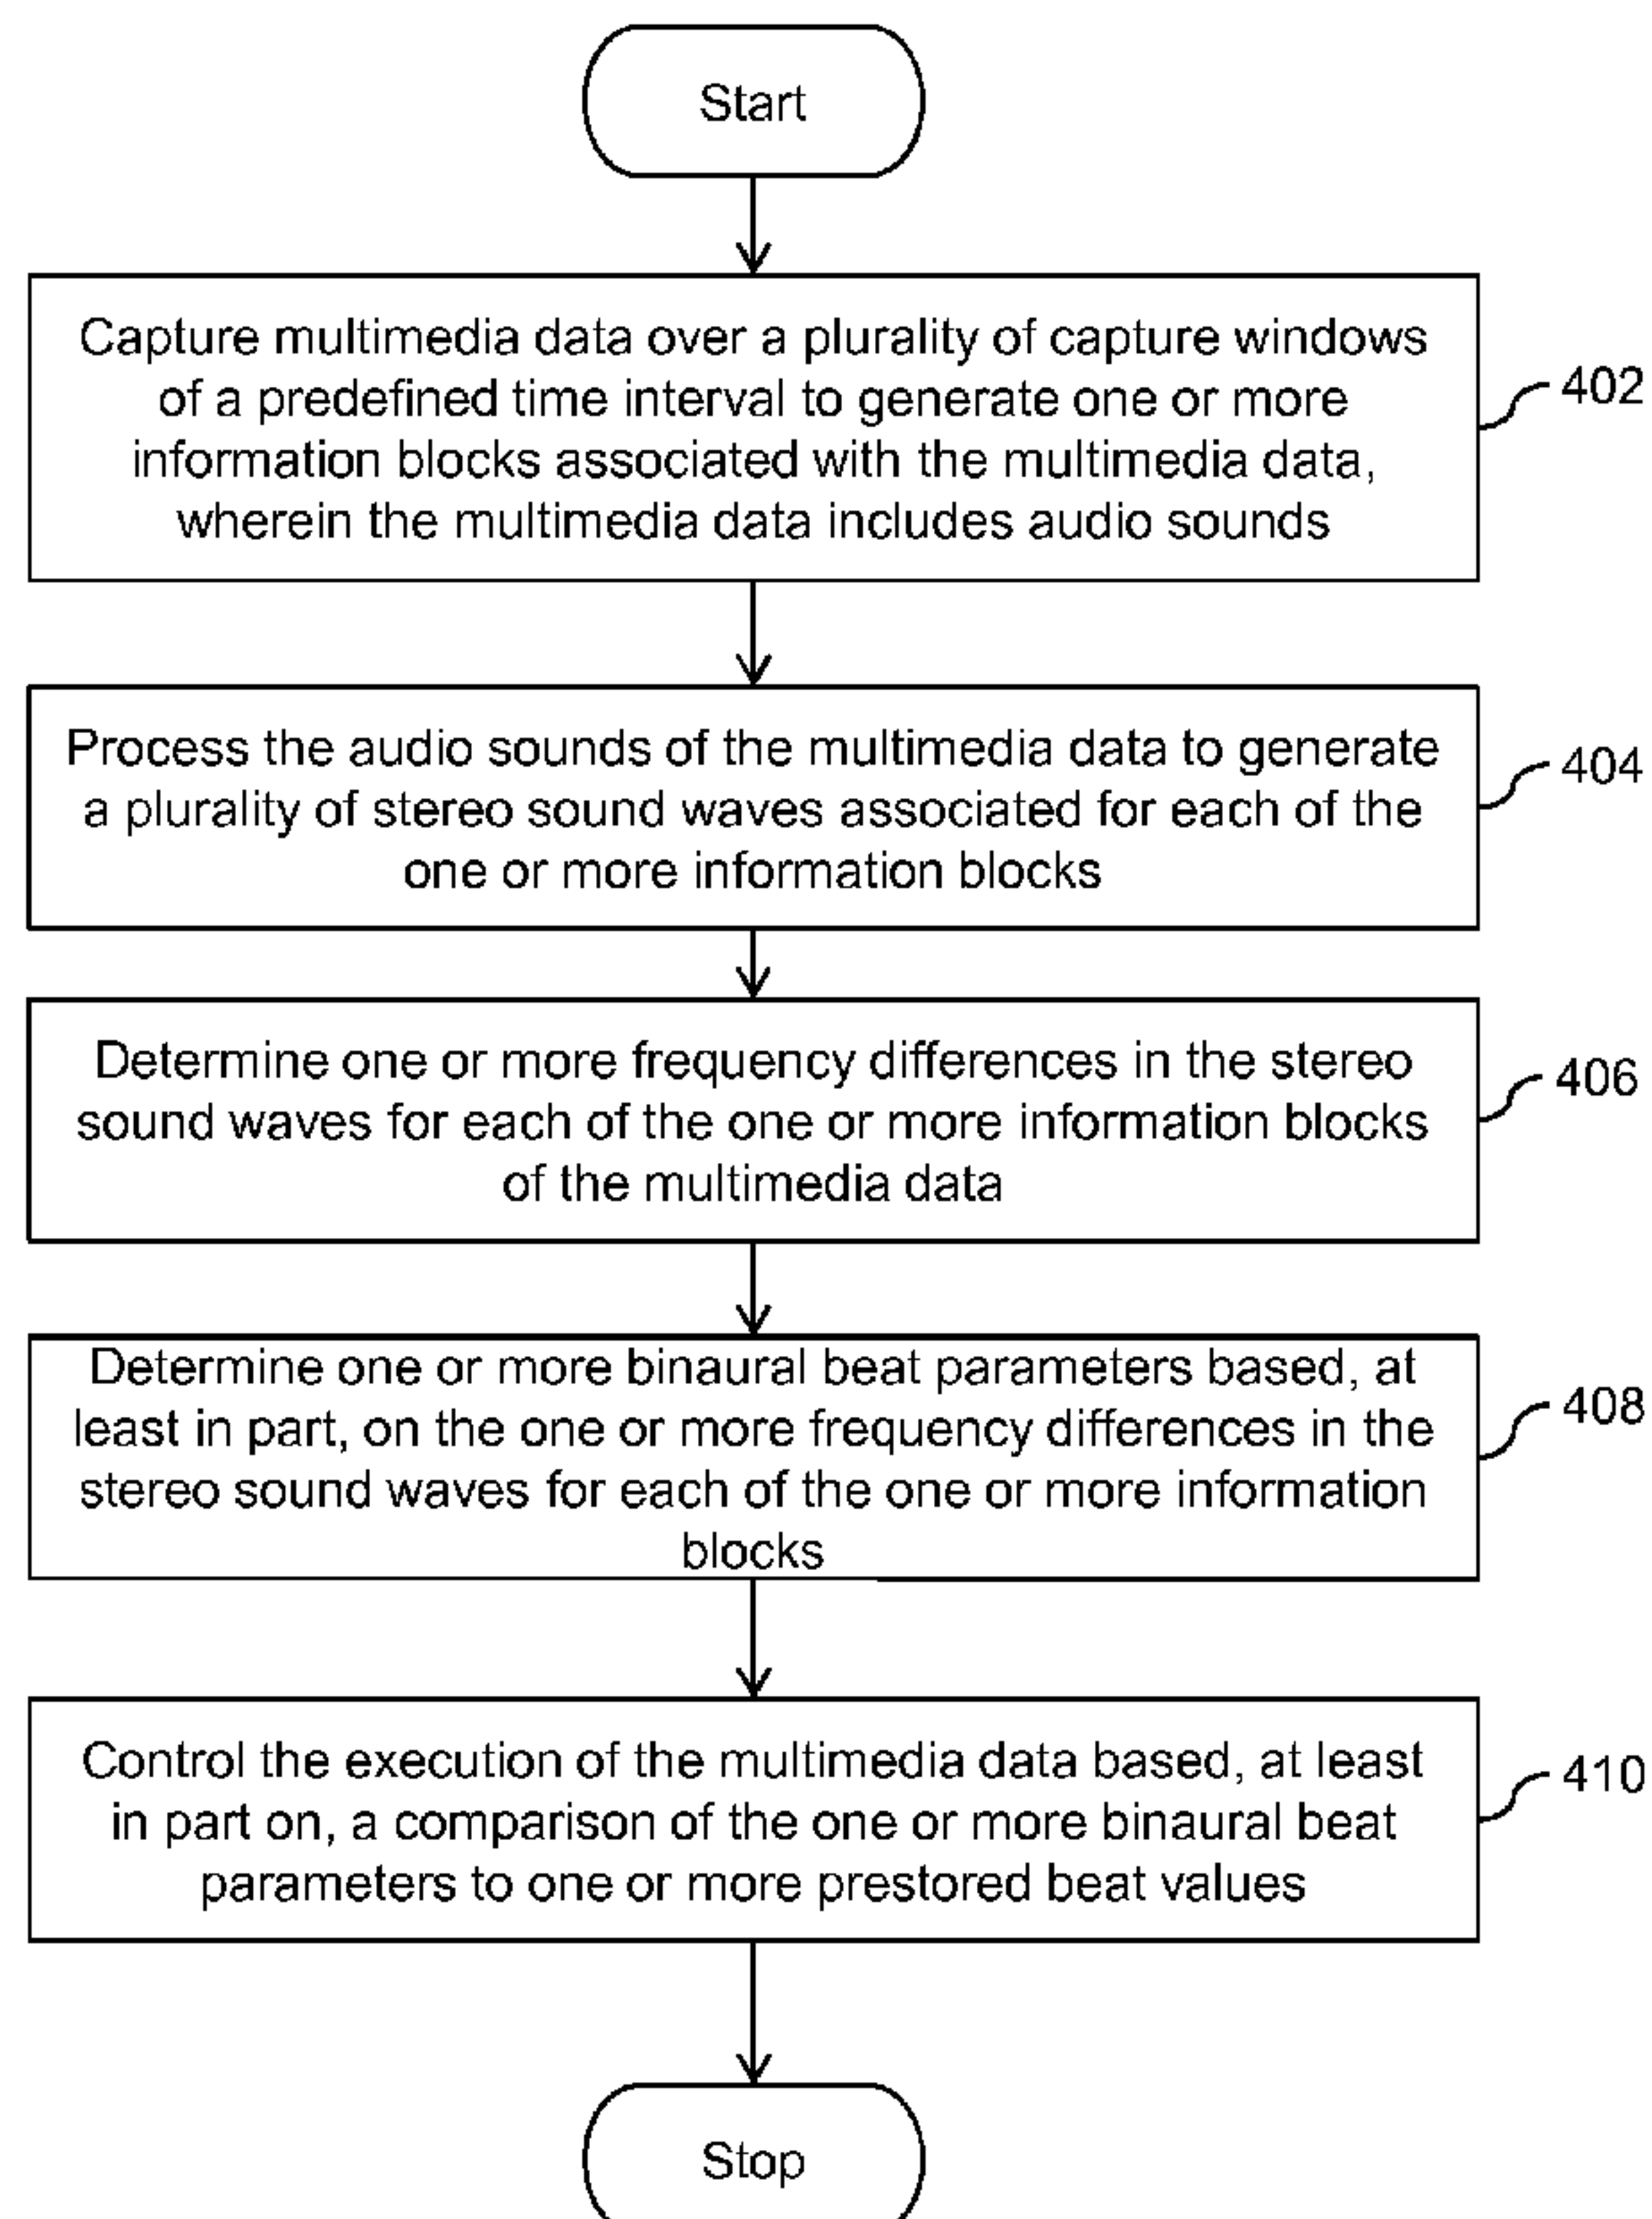 Start
Capture multimedia data over a plurality of capture windows
of a predefined time interval to generate one or more
information blocks associated with the multimedia data,
wherein the multimedia data includes audio sounds
402
Process the audio sounds of the multimedia data to generate
a plurality of stereo sound waves associated for each of the
one or more information blocks
404
Determine one or more frequency differences in the stereo
sound waves for each of the one or more information blocks
of the multimedia data
406
Determine one or more binaural beat parameters based, at
least in part, on the one or more frequency differences in the
stereo sound waves for each of the one or more information
blocks
408
Control the execution of the multimedia data based, at least
in part on, a comparison of the one or more binaural beat
parameters to one or more prestored beat values
410
Stop